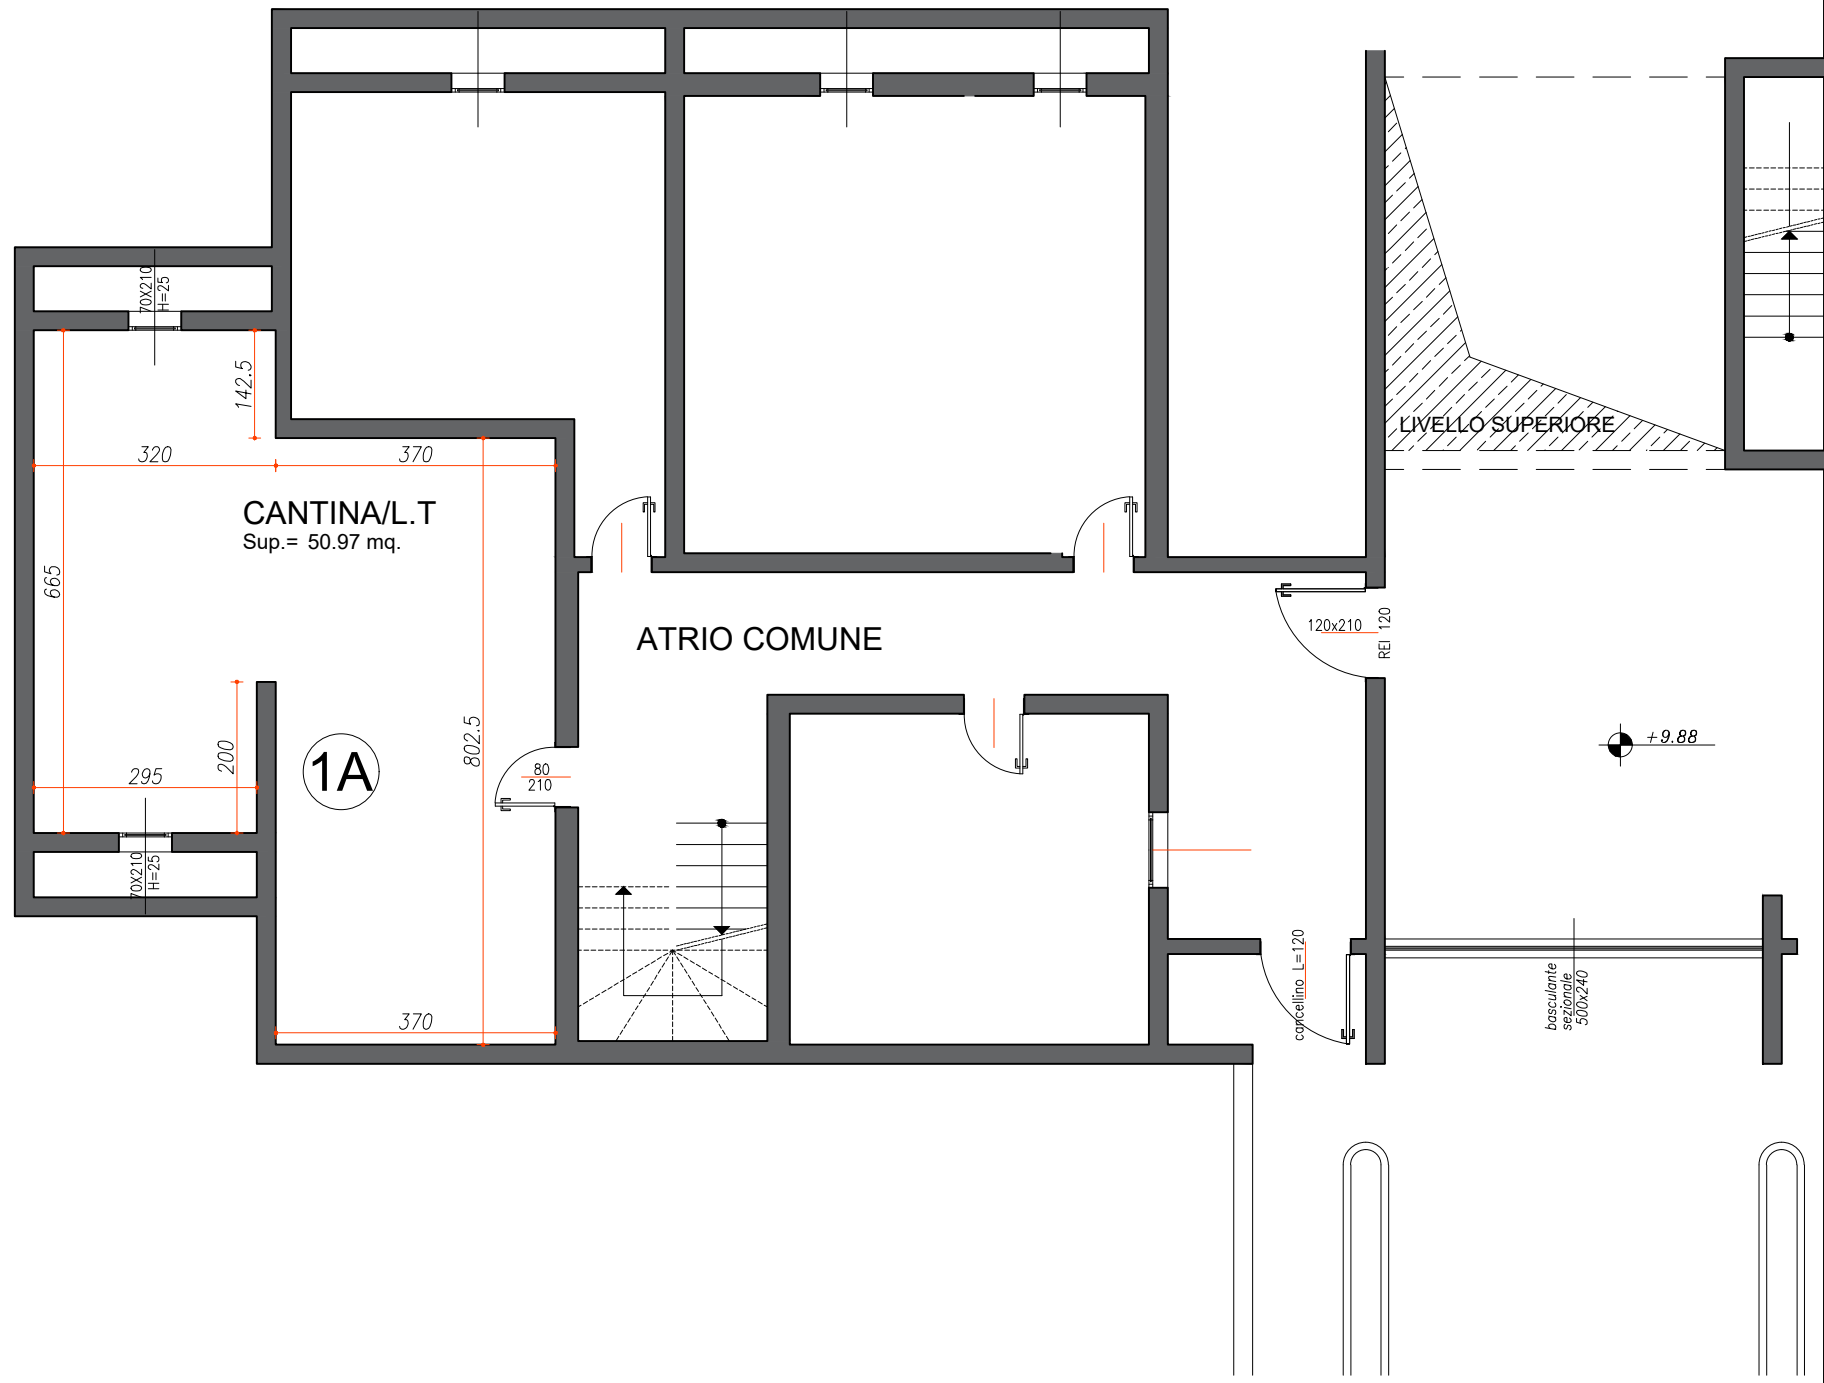 70X210
H=25
142.5
320
370
LIVELLO SUPERIORE
CANTINA/L.T
Sup.= 50.97 mq.
665
ATRIO COMUNE
120x210
REI 120
802.5
200
1A
295
80
210
+9.88
70X210
H=25
cancellino L=120
basculante
sezionale
500x240
370